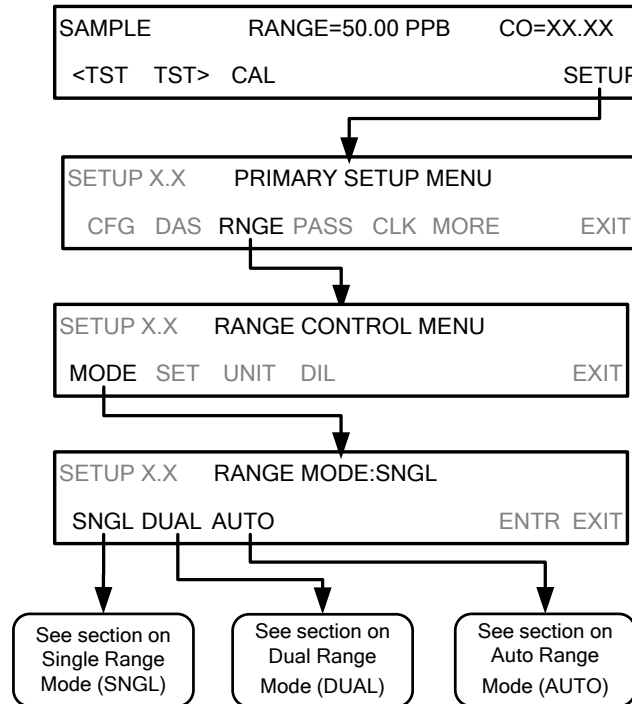 SAMPLE RANGE=50.00 PPB CO=XX.XX
<TST TST> CAL SETUP
SETUP X.X PRIMARY SETUP MENU
CFG DAS RNGE PASS CLK MORE EXIT
SETUP X.X RANGE CONTROL MENU
MODE SET UNIT DIL EXIT
SETUP X.X RANGE MODE:SNGL
SNGL DUAL AUTO ENTR EXIT
See section on
Single Range
Mode (SNGL)
See section on
Dual Range
Mode (DUAL)
See section on
Auto Range
Mode (AUTO)